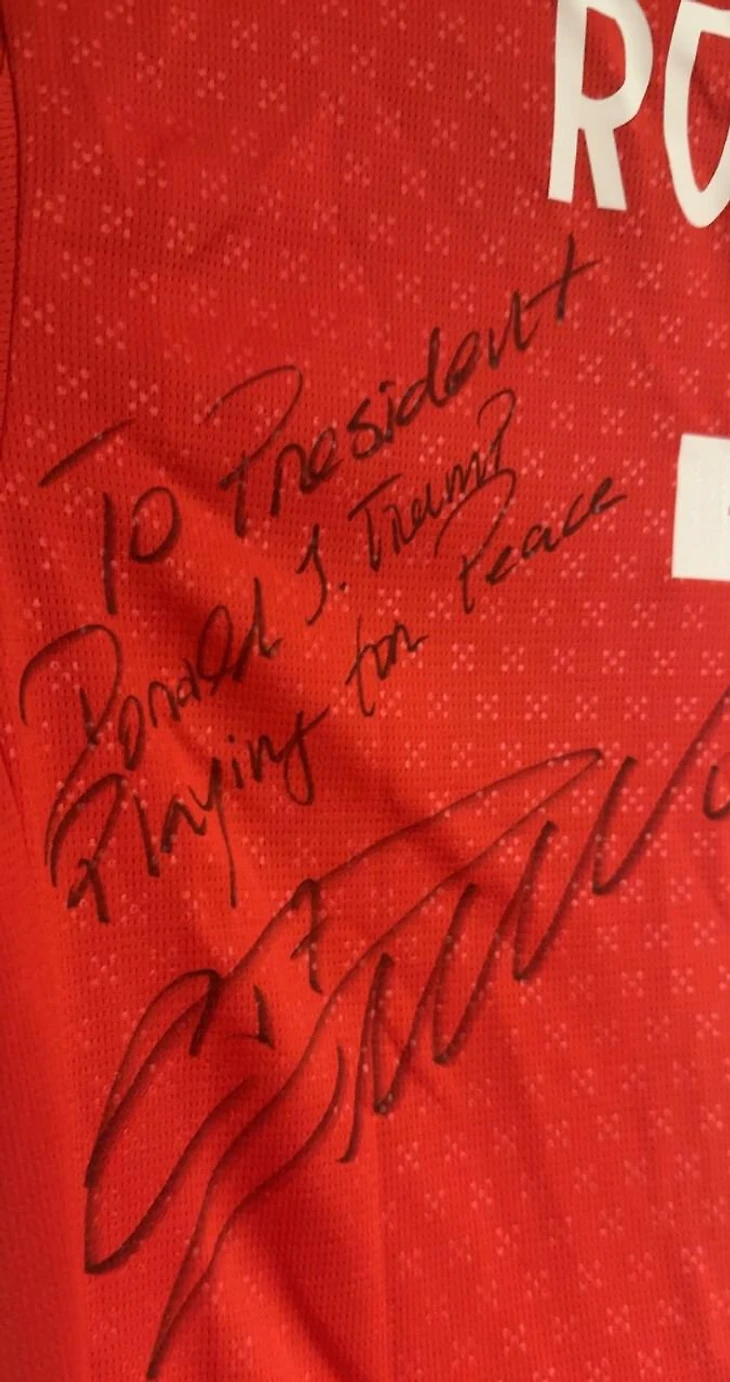 RO
To President
Donald J. Trump
Playing for Peace